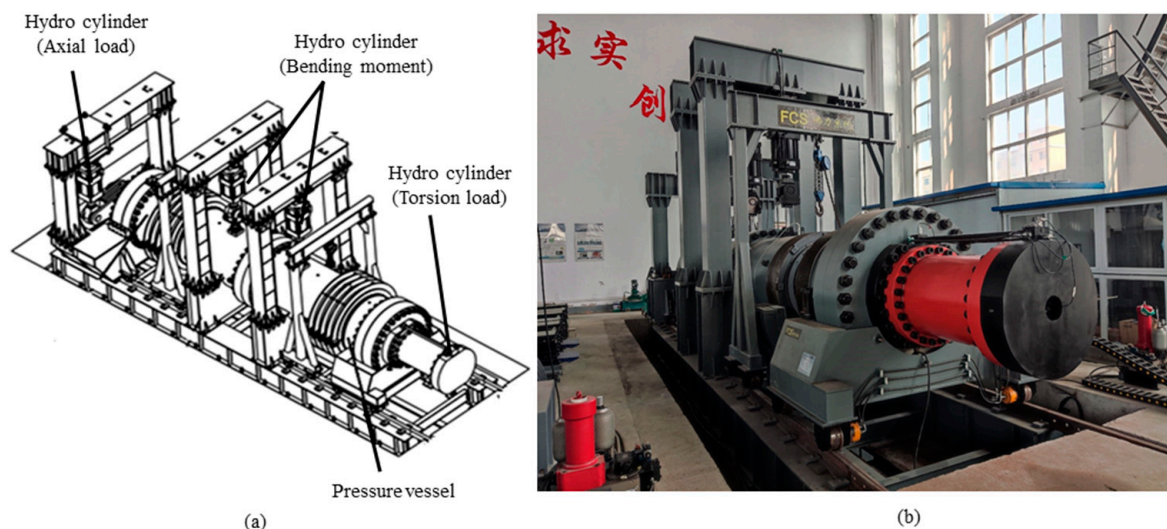 Hydro cylinder
(Axial load)
Hydro cylinder
(Bending moment)
Hydro cylinder
(Torsion load)
Pressure vessel
(a)
求实
创
FCS
(b)